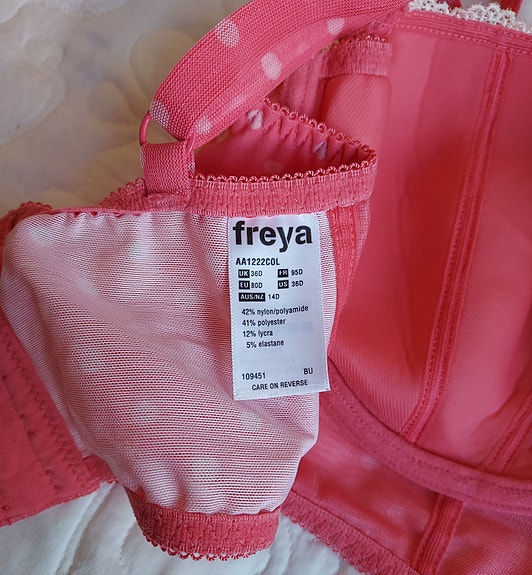 freya
AA1222COL
UK 36D FR 95D
EU 80D US 36D
AUS/NZ 14D
42% nylon/polyamide
41% polyester
12% lycra
5% elastane
109451 BU
CARE ON REVERSE